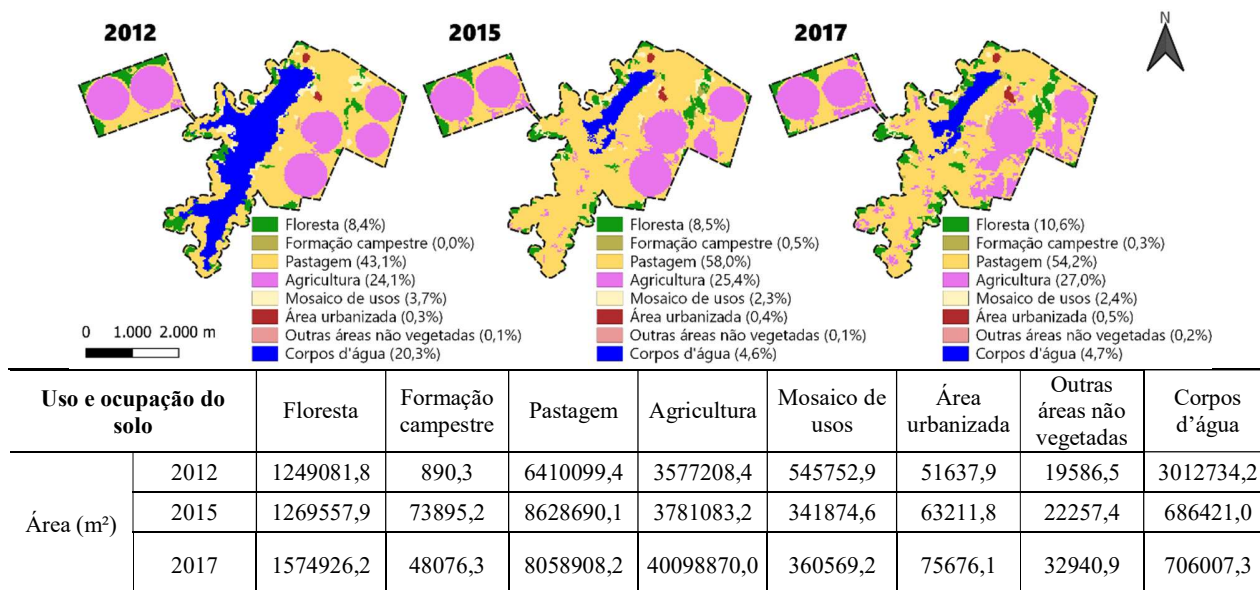 2012
2015
2017
N
Floresta (8,4%)
Formação campestre (0,0%)
Pastagem (43,1%)
Agricultura (24,1%)
Mosaico de usos (3,7%)
Área urbanizada (0,3%)
Outras áreas não vegetadas (0,1%)
Corpos d'água (20,3%)
Floresta (8,5%)
Formação campestre (0,5%)
Pastagem (58,0%)
Agricultura (25,4%)
Mosaico de usos (2,3%)
Área urbanizada (0,4%)
Outras áreas não vegetadas (0,1%)
Corpos d'água (4,6%)
Floresta (10,6%)
Formação campestre (0,3%)
Pastagem (54,2%)
Agricultura (27,0%)
Mosaico de usos (2,4%)
Área urbanizada (0,5%)
Outras áreas não vegetadas (0,2%)
Corpos d'água (4,7%)
0 1.000 2.000 m
Uso e ocupação do solo Floresta Formação campestre Pastagem Agricultura Mosaico de usos Área urbanizada Outras áreas não vegetadas Corpos d’água
Área (m²)
2012 1249081,8 890,3 6410099,4 3577208,4 545752,9 51637,9 19586,5 3012734,2
2015 1269557,9 73895,2 8628690,1 3781083,2 341874,6 63211,8 22257,4 686421,0
2017 1574926,2 48076,3 8058908,2 40098870,0 360569,2 75676,1 32940,9 706007,3